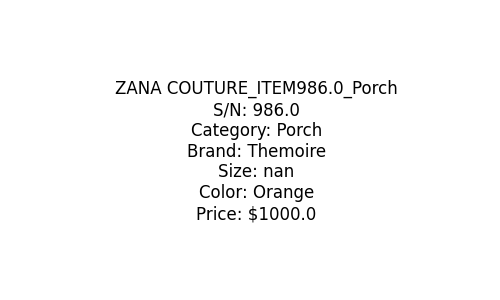 ZANA COUTURE_ITEM986.0_Porch
S/N: 986.0
Category: Porch
Brand: Themoire
Size: nan
Color: Orange
Price: $1000.0